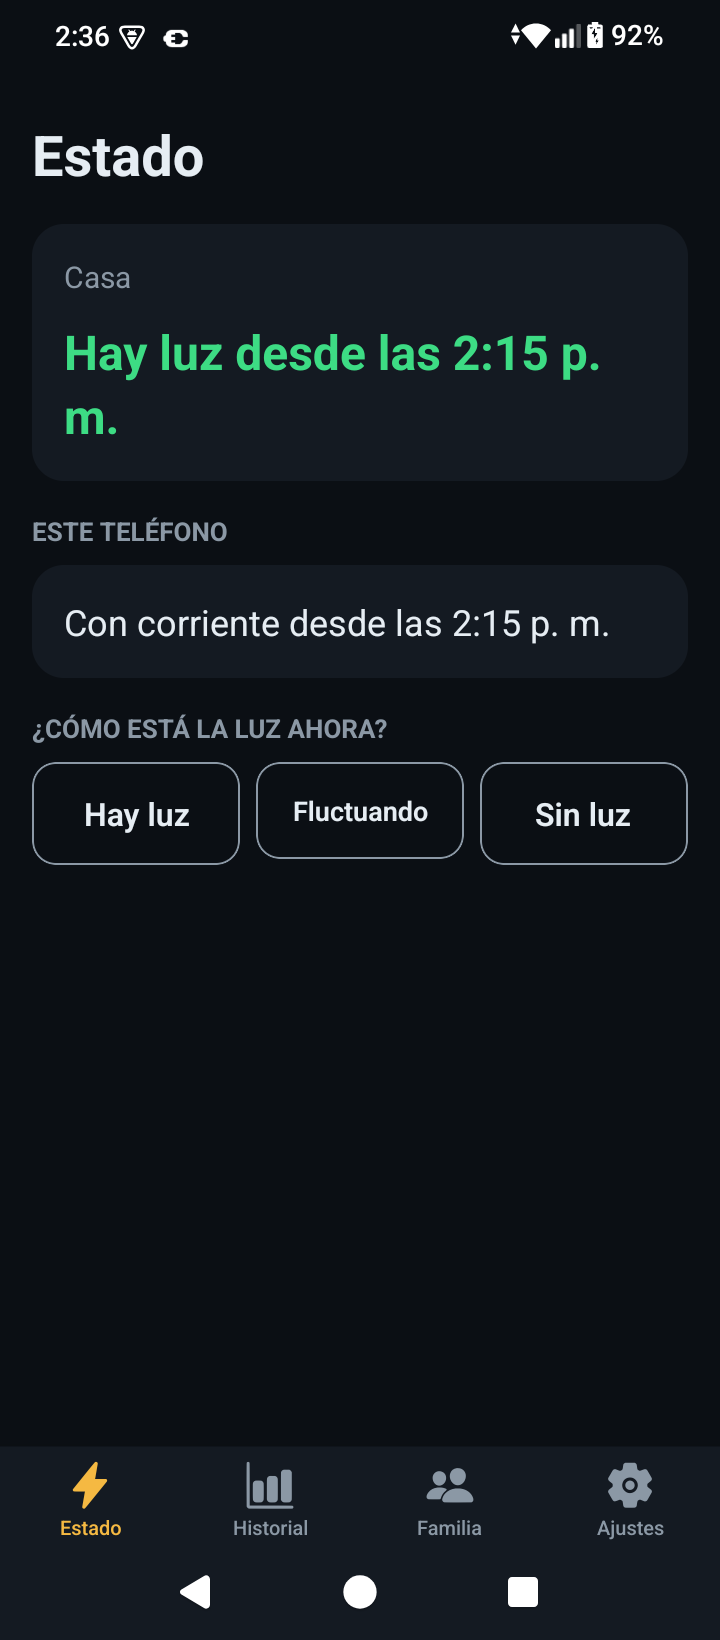 2:36
92%
Estado
Casa
Hay luz desde las 2:15 p.
m.
ESTE TELÉFONO
Con corriente desde las 2:15 p. m.
¿CÓMO ESTÁ LA LUZ AHORA?
Hay luz
Fluctuando
Sin luz
Estado
Historial
Familia
Ajustes